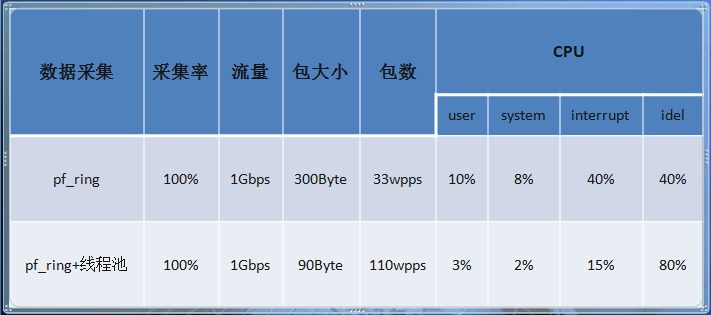 数据采集 采集率 流量 包大小 包数 CPU
user system interrupt idel
pf_ring 100% 1Gbps 300Byte 33wpps 10% 8% 40% 40%
pf_ring+线程池 100% 1Gbps 90Byte 110wpps 3% 2% 15% 80%